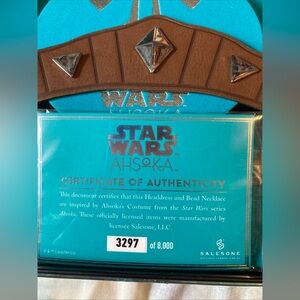 WARS
AHSOKA
STAR
WARS
AHSOKA
CERTIFICATE OF AUTHENTICITY
This document certifies that this Headdress and Bead Necklace
are inspired by Ahsoka's Costume from the Star Wars series
Ahsoka. These officially licensed items were manufactured by
licensee Salesone, LLC.
3297 of 8,000
SALESONE